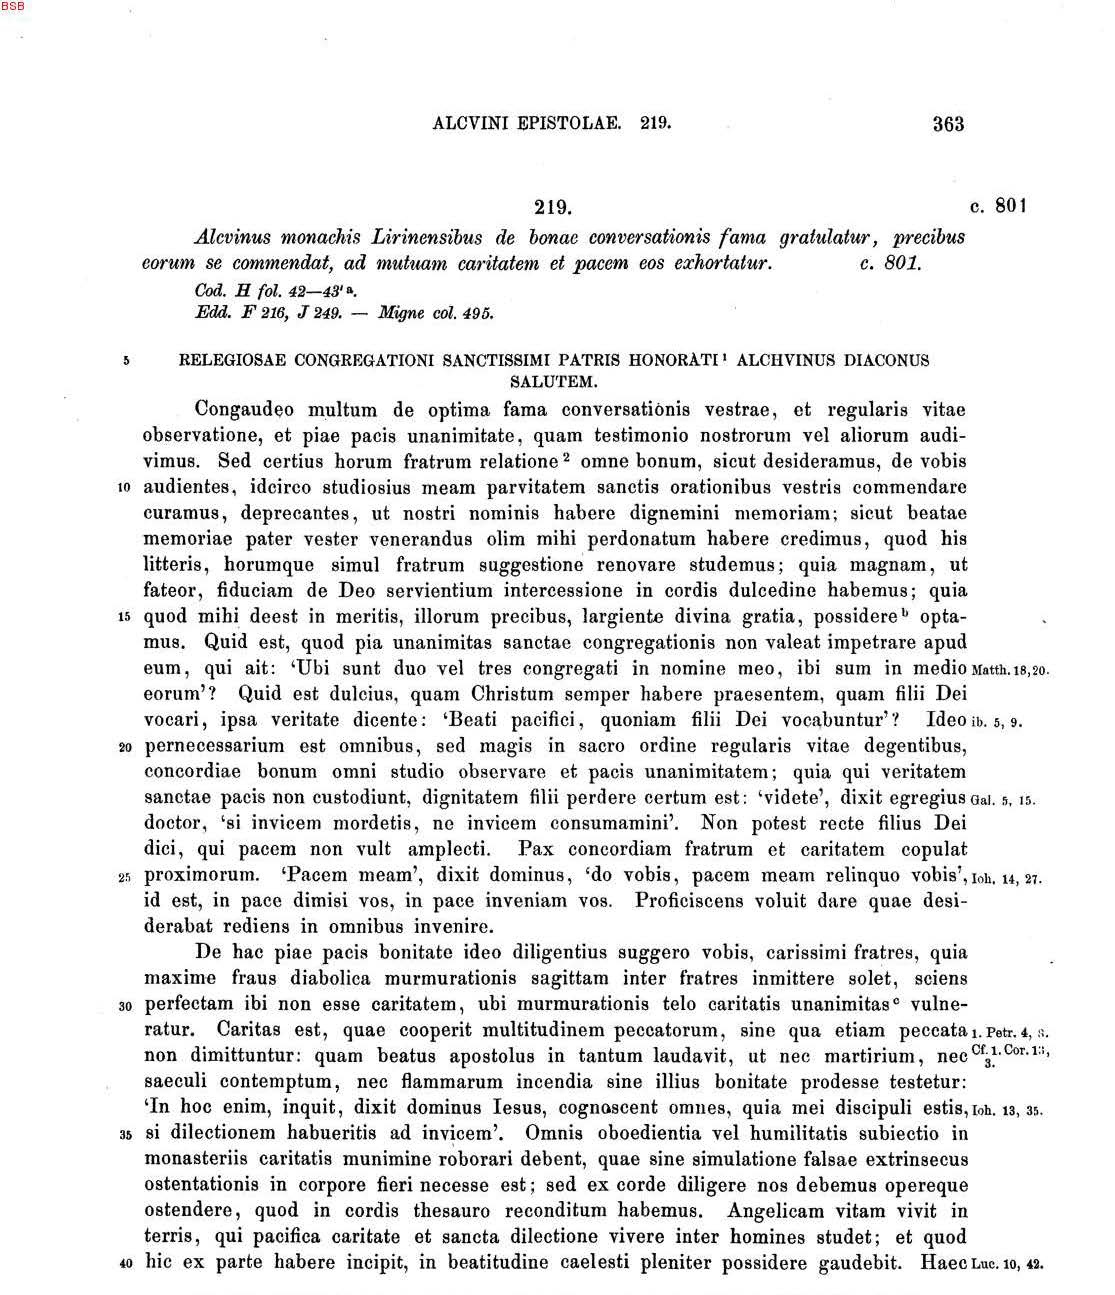 BSB
ALCVINI EPISTOLAE. 219. 363
219. c. 801
Alcvinus monachis Lirinensibus de bonae conversationis fama gratulatur, precibus
eorum se commendat, ad mutuam caritatem et pacem eos exhortatur. c. 801.
Cod. H fol. 42—43' a.
Edd. F 216, J 249. — Migne col. 495.
5 RELEGIOSAE CONGREGATIONI SANCTISSIMI PATRIS HONORATI 1 ALCHVINUS DIACONUS
SALUTEM.
Congaudeo multum de optima fama conversationis vestrae, et regularis vitae
observatione, et piae pacis unanimitate, quam testimonio nostrorum vel aliorum audi-
vimus. Sed certius horum fratrum relatione 2 omne bonum, sicut desideramus, de vobis
10 audientes, idcirco studiosius meam parvitatem sanctis orationibus vestris commendare
curamus, deprecantes, ut nostri nominis habere dignemini memoriam; sicut beatae
memoriae pater vester venerandus olim mihi perdonatum habere credimus, quod his
litteris, horumque simul fratrum suggestione renovare studemus; quia magnam, ut
fateor, fiduciam de Deo servientium intercessione in cordis dulcedine habemus; quia
15 quod mihi deest in meritis, illorum precibus, largiente divina gratia, possidere b opta-
mus. Quid est, quod pia unanimitas sanctae congregationis non valeat impetrare apud
eum, qui ait: ‘Ubi sunt duo vel tres congregati in nomine meo, ibi sum in medio Matth. 18, 20.
eorum’? Quid est dulcius, quam Christum semper habere praesentem, quam filii Dei
vocari, ipsa veritate dicente: ‘Beati pacifici, quoniam filii Dei vocabuntur’? Ideo ib. 5, 9.
20 pernecessarium est omnibus, sed magis in sacro ordine regularis vitae degentibus,
concordiae bonum omni studio observare et pacis unanimitatem; quia qui veritatem
sanctae pacis non custodiunt, dignitatem filii perdere certum est: ‘videte’, dixit egregius Gal. 5, 15.
doctor, ‘si invicem mordetis, ne invicem consumamini’. Non potest recte filius Dei
dici, qui pacem non vult amplecti. Pax concordiam fratrum et caritatem copulat
25 proximorum. ‘Pacem meam’, dixit dominus, ‘do vobis, pacem meam relinquo vobis’, Ioh. 14, 27.
id est, in pace dimisi vos, in pace inveniam vos. Proficiscens voluit dare quae desi-
derabat rediens in omnibus invenire.
De hac piae pacis bonitate ideo diligentius suggero vobis, carissimi fratres, quia
maxime fraus diabolica murmurationis sagittam inter fratres inmittere solet, sciens
30 perfectam ibi non esse caritatem, ubi murmurationis telo caritatis unanimitas c vulne-
ratur. Caritas est, quae cooperit multitudinem peccatorum, sine qua etiam peccata 1. Petr. 4, 8.
non dimittuntur: quam beatus apostolus in tantum laudavit, ut nec martirium, nec Cf. 1. Cor. 13, 3.
saeculi contemptum, nec flammarum incendia sine illius bonitate prodesse testetur:
‘In hoc enim, inquit, dixit dominus Iesus, cognoscent omnes, quia mei discipuli estis, Ioh. 13, 35.
35 si dilectionem habueritis ad invicem’. Omnis oboedientia vel humilitatis subiectio in
monasteriis caritatis munimine roborari debent, quae sine simulatione falsae extrinsecus
ostentationis in corpore fieri necesse est; sed ex corde diligere nos debemus opereque
ostendere, quod in cordis thesauro reconditum habemus. Angelicam vitam vivit in
terris, qui pacifica caritate et sancta dilectione vivere inter homines studet; et quod
40 hic ex parte habere incipit, in beatitudine caelesti pleniter possidere gaudebit. Haec Luc. 10, 42.